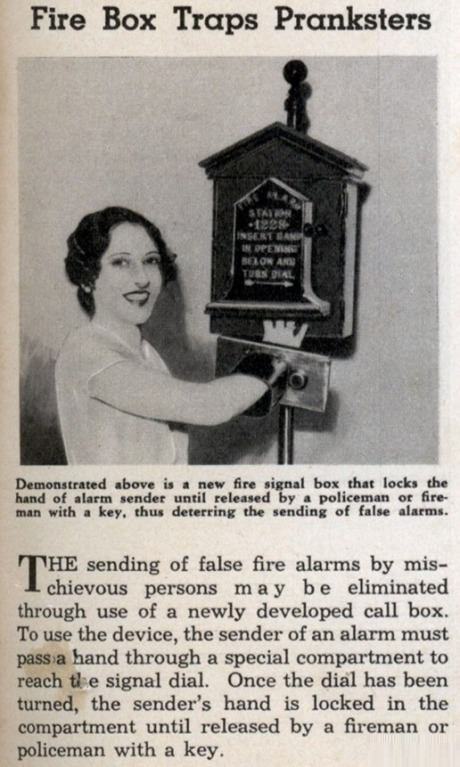 Fire Box Traps Pranksters
FIRE ALARM
STATION
1228
INSERT HAND
IN OPENING
BELOW AND
TURN DIAL
Demonstrated above is a new fire signal box that locks the
hand of alarm sender until released by a policeman or fire-
man with a key, thus deterring the sending of false alarms.
THE sending of false fire alarms by mis-
chievous persons may be eliminated
through use of a newly developed call box.
To use the device, the sender of an alarm must
pass a hand through a special compartment to
reach the signal dial. Once the dial has been
turned, the sender's hand is locked in the
compartment until released by a fireman or
policeman with a key.